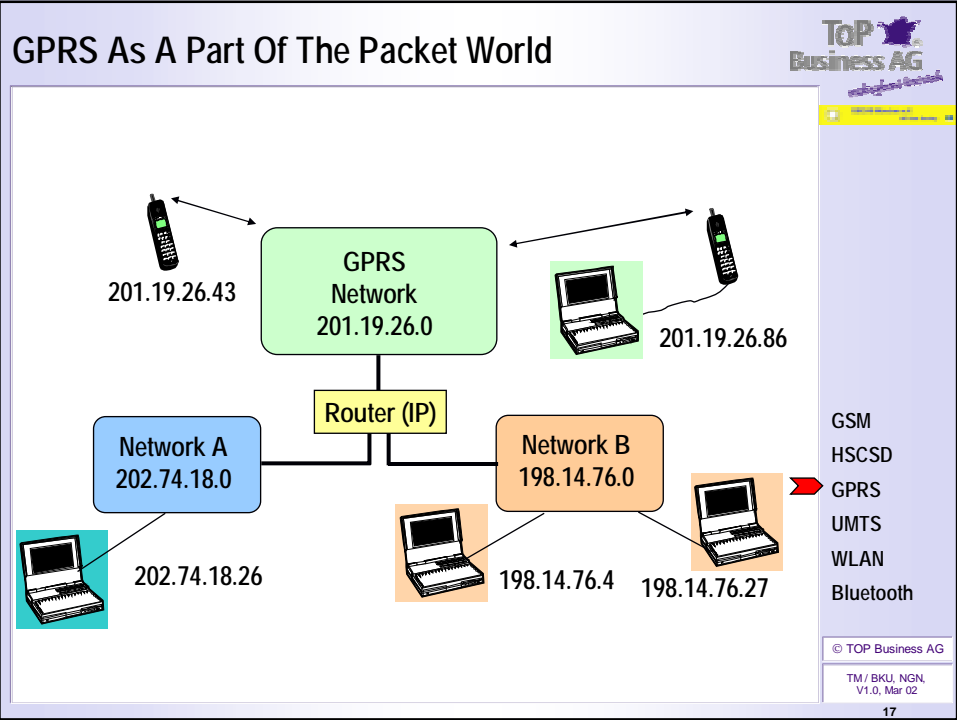 GPRS As A Part Of The Packet World
TOP
Business AG
GPRS
Network
201.19.26.0
201.19.26.43
201.19.26.86
Router (IP)
Network A
202.74.18.0
Network B
198.14.76.0
202.74.18.26
198.14.76.4
198.14.76.27
GSM
HSCSD
GPRS
UMTS
WLAN
Bluetooth
© TOP Business AG
TM / BKU, NGN,
V1.0, Mar 02
17